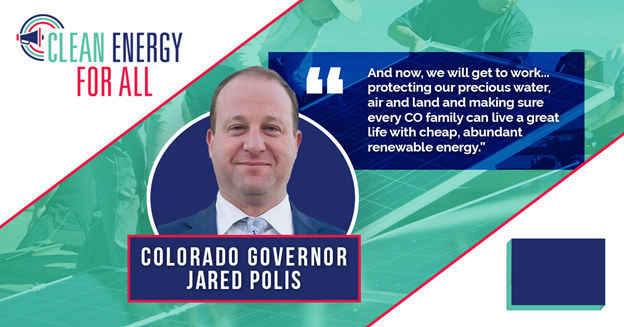 CLEAN ENERGY
FOR ALL
“
And now, we will get to work...
protecting our precious water,
air and land and making sure
every CO family can live a great
life with cheap, abundant
renewable energy.”
COLORADO GOVERNOR
JARED POLIS